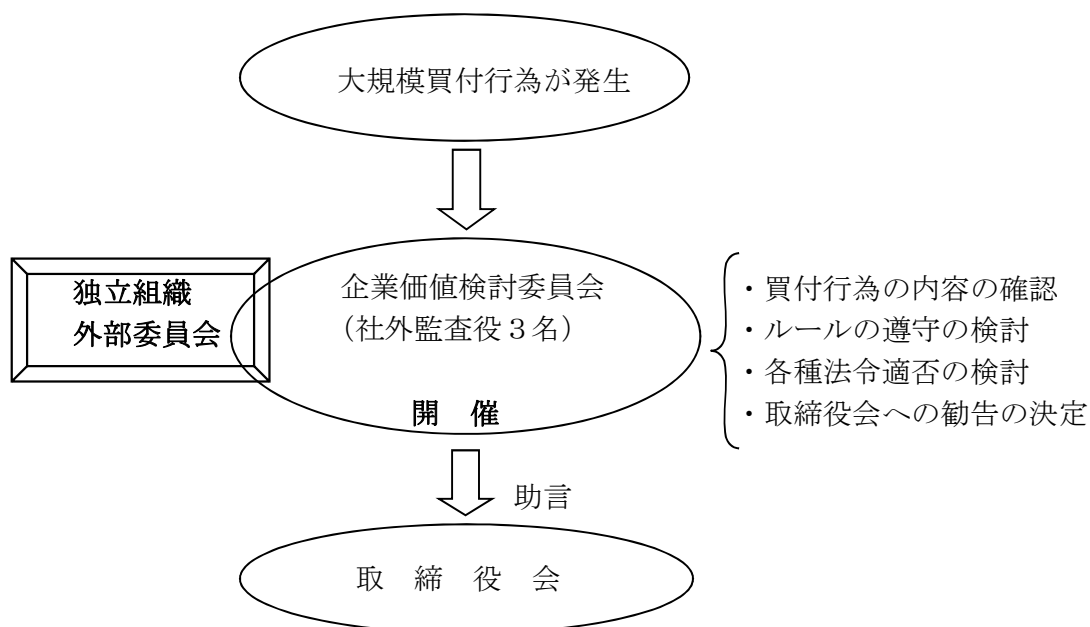 大規模買付行為が発生
独立組織
外部委員会
企業価値検討委員会
(社外監査役3名)
開 催
・買付行為の内容の確認
・ルールの遵守の検討
・各種法令適否の検討
・取締役会への勧告の決定
助言
取 締 役 会